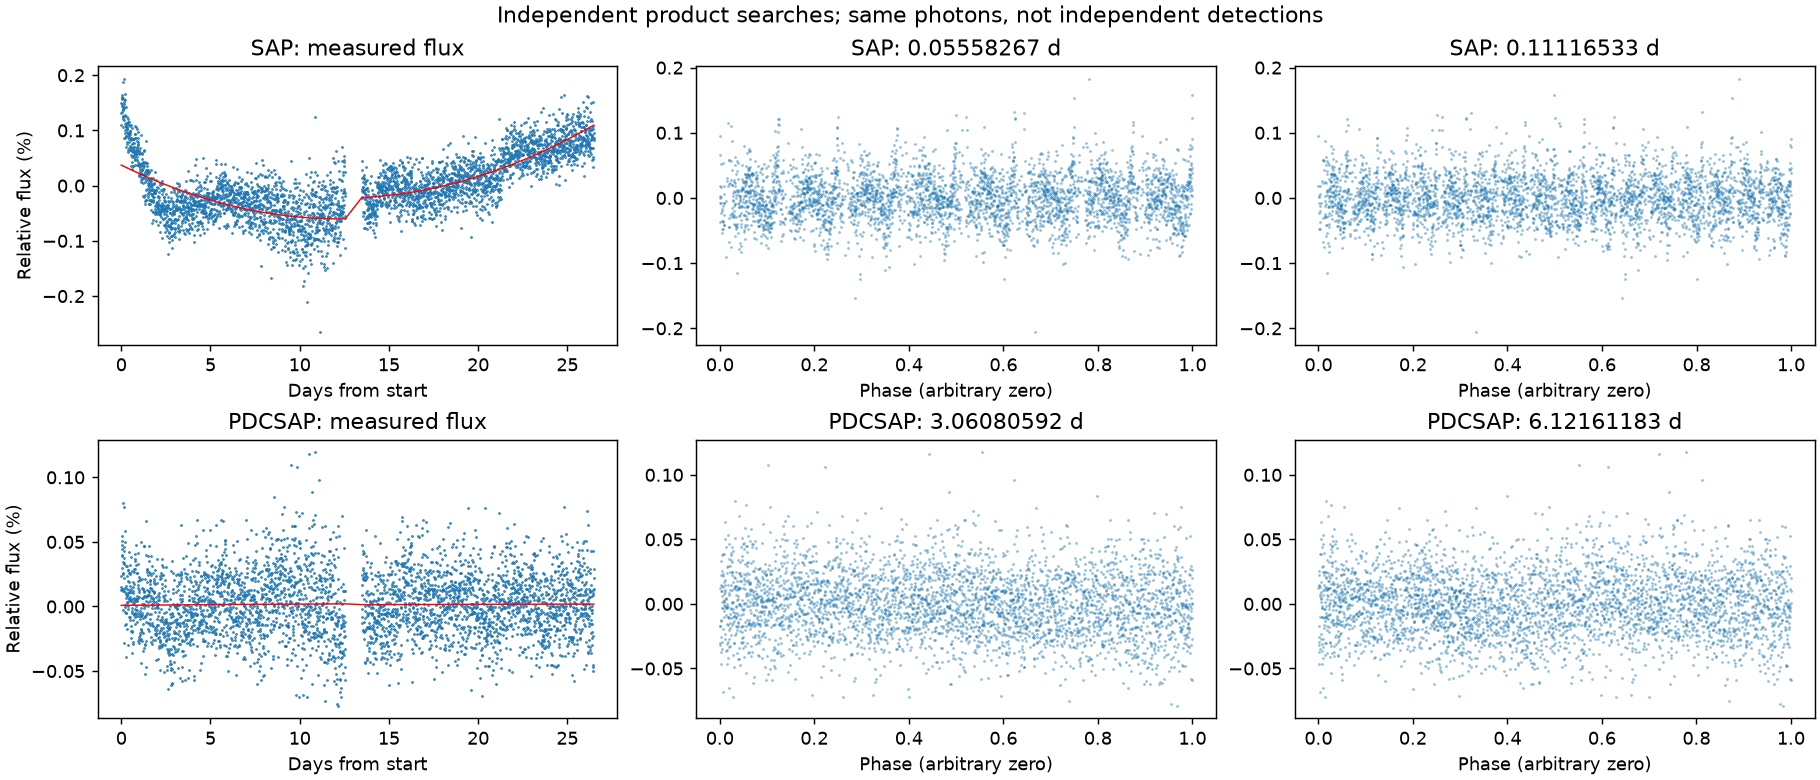 Independent product searches; same photons, not independent detections
SAP: measured flux
SAP: 0.05558267 d
SAP: 0.11116533 d
Relative flux (%)
0.2
0.1
0.0
−0.1
−0.2
0 5 10 15 20 25
Days from start
0.2
0.1
0.0
−0.1
−0.2
0.0 0.2 0.4 0.6 0.8 1.0
Phase (arbitrary zero)
0.2
0.1
0.0
−0.1
−0.2
0.0 0.2 0.4 0.6 0.8 1.0
Phase (arbitrary zero)
PDCSAP: measured flux
PDCSAP: 3.06080592 d
PDCSAP: 6.12161183 d
Relative flux (%)
0.10
0.05
0.00
−0.05
0 5 10 15 20 25
Days from start
0.10
0.05
0.00
−0.05
0.0 0.2 0.4 0.6 0.8 1.0
Phase (arbitrary zero)
0.10
0.05
0.00
−0.05
0.0 0.2 0.4 0.6 0.8 1.0
Phase (arbitrary zero)